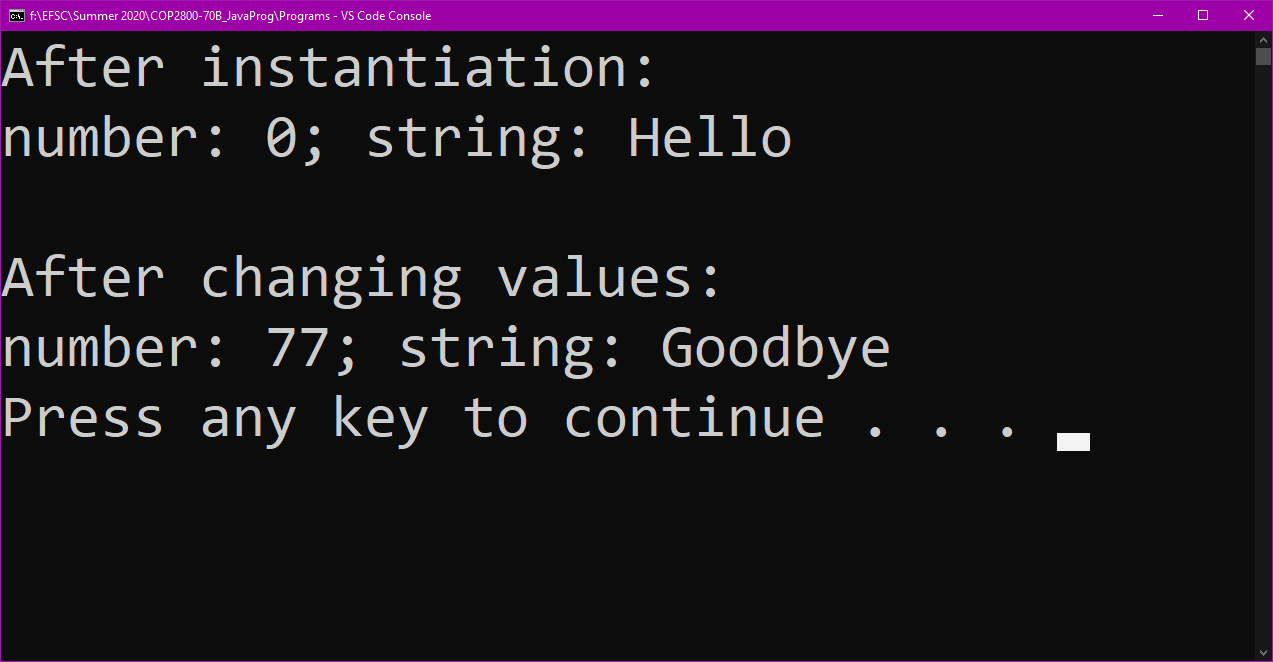 f:\EFSC\Summer 2020\COP2800-70B_JavaProg\Programs - VS Code Console
After instantiation:
number: 0; string: Hello
After changing values:
number: 77; string: Goodbye
Press any key to continue . . .